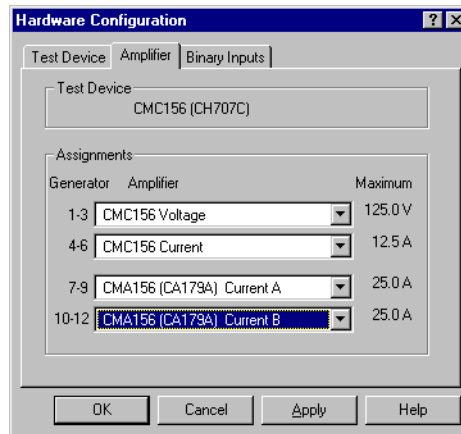 Hardware Configuration
Test Device Amplifier Binary Inputs
Test Device
CMC156 (CH707C)
Assignments
Generator Amplifier Maximum
1-3 CMC156 Voltage 125.0 V
4-6 CMC156 Current 12.5 A
7-9 CMA156 (CA179A) Current A 25.0 A
10-12 CMA156 (CA179A) Current B 25.0 A
OK Cancel Apply Help